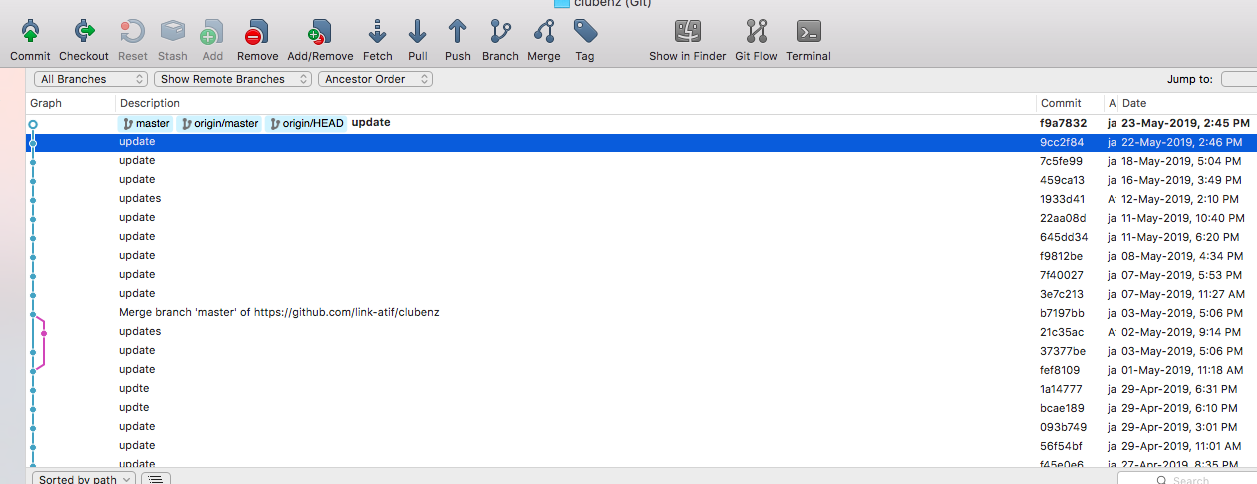 clubenz (Git)
Commit Checkout Reset Stash Add Remove Add/Remove Fetch Pull Push Branch Merge Tag Show in Finder Git Flow Terminal
All Branches Show Remote Branches Ancestor Order Jump to:
Graph Description Commit A Date
master origin/master origin/HEAD update f9a7832 ja 23-May-2019, 2:45 PM
update 9cc2f84 ja 22-May-2019, 2:46 PM
update 7c5fe99 ja 18-May-2019, 5:04 PM
update 459ca13 ja 16-May-2019, 3:49 PM
updates 1933d41 A 12-May-2019, 2:10 PM
update 22aa08d ja 11-May-2019, 10:40 PM
update 645dd34 ja 11-May-2019, 6:20 PM
update f9812be ja 08-May-2019, 4:34 PM
update 7f40027 ja 07-May-2019, 5:53 PM
update 3e7c213 ja 07-May-2019, 11:27 AM
Merge branch 'master' of https://github.com/link-atif/clubenz b7197bb ja 03-May-2019, 5:06 PM
updates 21c35ac A 02-May-2019, 9:14 PM
update 37377be ja 03-May-2019, 5:06 PM
update fef8109 ja 01-May-2019, 11:18 AM
updte 1a14777 ja 29-Apr-2019, 6:31 PM
updte bcae189 ja 29-Apr-2019, 6:10 PM
update 093b749 ja 29-Apr-2019, 3:01 PM
update 56f54bf ja 29-Apr-2019, 11:01 AM
update f45e0e6 ja 27-Apr-2019, 8:35 PM
Sorted by path Search